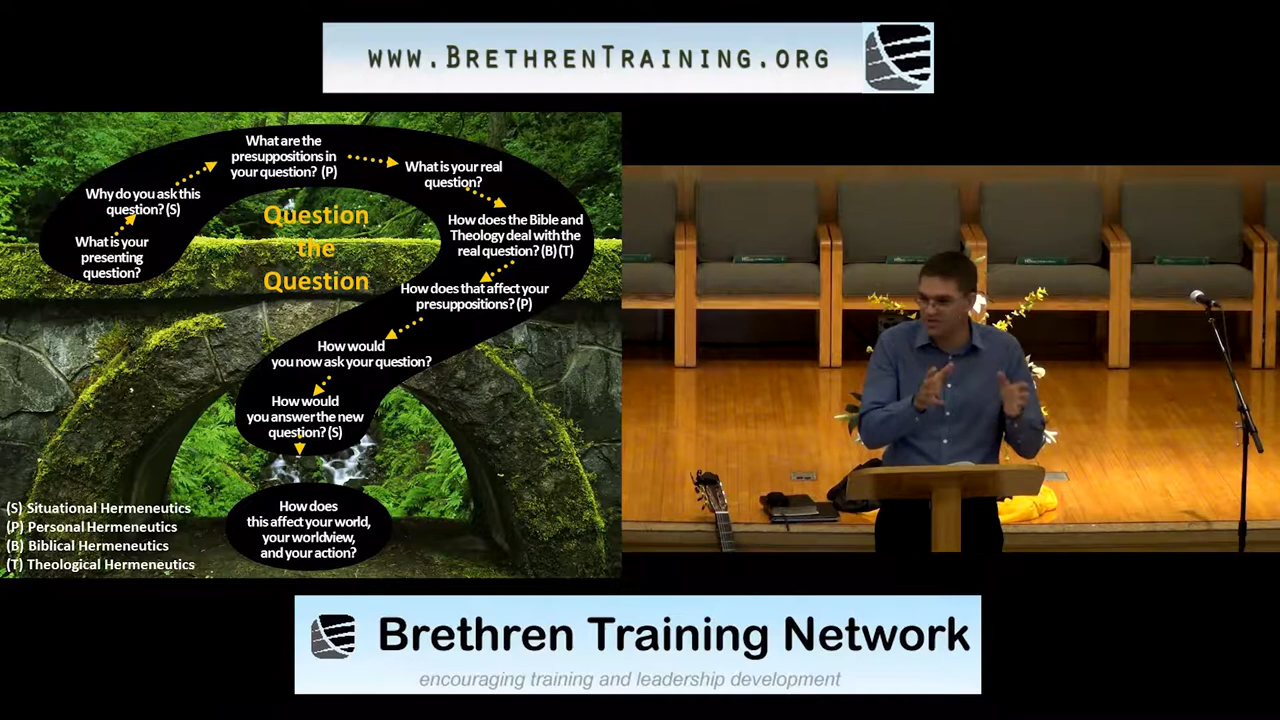 www.BrethrenTraining.org
What are the
presuppositions in
your question? (P)
What is your real
question?
Why do you ask this
question? (S)
What is your
presenting
question?
Question
the
Question
How does the Bible and
Theology deal with the
real question? (B) (T)
How does that affect your
presuppositions? (P)
How would
you now ask your question?
How would
you answer the new
question? (S)
How does
this affect your world,
your worldview,
and your action?
(S) Situational Hermeneutics
(P) Personal Hermeneutics
(B) Biblical Hermeneutics
(T) Theological Hermeneutics
Brethren Training Network
encouraging training and leadership development